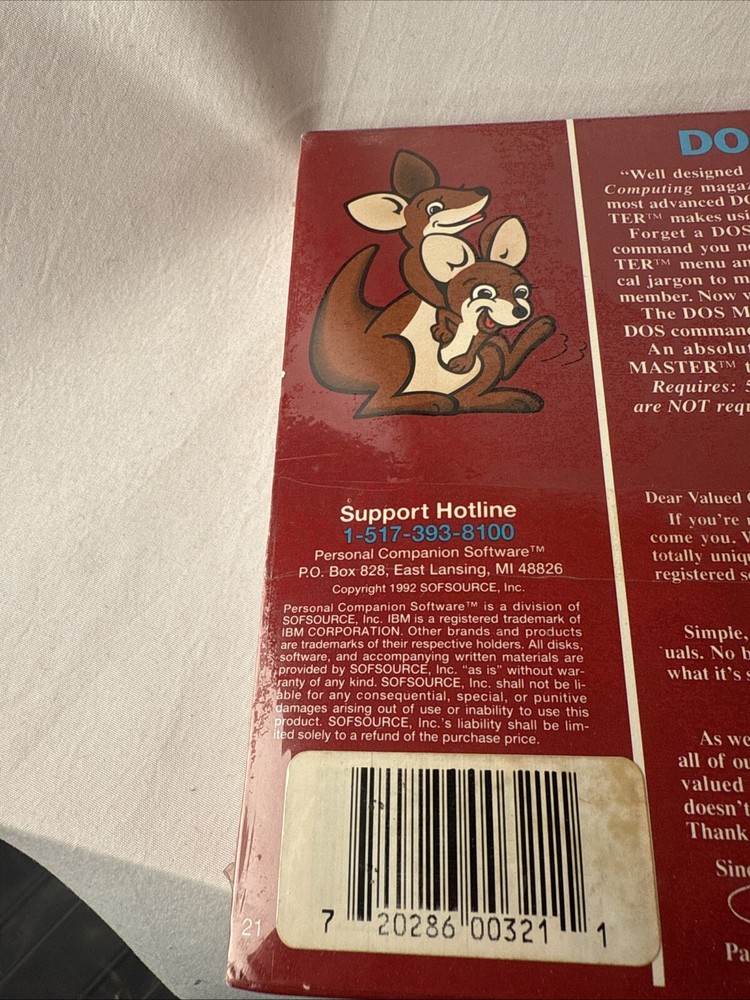 Support Hotline
1-517-393-8100
Personal Companion Software™
P.O. Box 828, East Lansing, MI 48826
Copyright 1992 SOFSOURCE, Inc.
Personal Companion Software™ is a division of
SOFSOURCE, Inc. IBM is a registered trademark of
IBM CORPORATION. Other brands and products
are trademarks of their respective holders. All disks,
software, and accompanying written materials are
provided by SOFSOURCE, Inc. "as is" without war-
ranty of any kind. SOFSOURCE, Inc. shall not be li-
able for any consequential, special, or punitive
damages arising out of use or inability to use this
product. SOFSOURCE, Inc.'s liability shall be lim-
ited solely to a refund of the purchase price.
7 20286 00321 1
21
DO
"Well designed
Computing magaz
most advanced DO
TER™ makes usi
Forget a DOS
command you ne
TER™ menu an
cal jargon to m
member. Now y
The DOS M
DOS comman
An absolut
MASTER™ t
Requires: 5
are NOT requ
Dear Valued C
If you're
come you. W
totally uniqu
registered so
Simple.
uals. No b
what it's s
As we
all of ou
valued
doesn't
Thank
Sinc
Pa